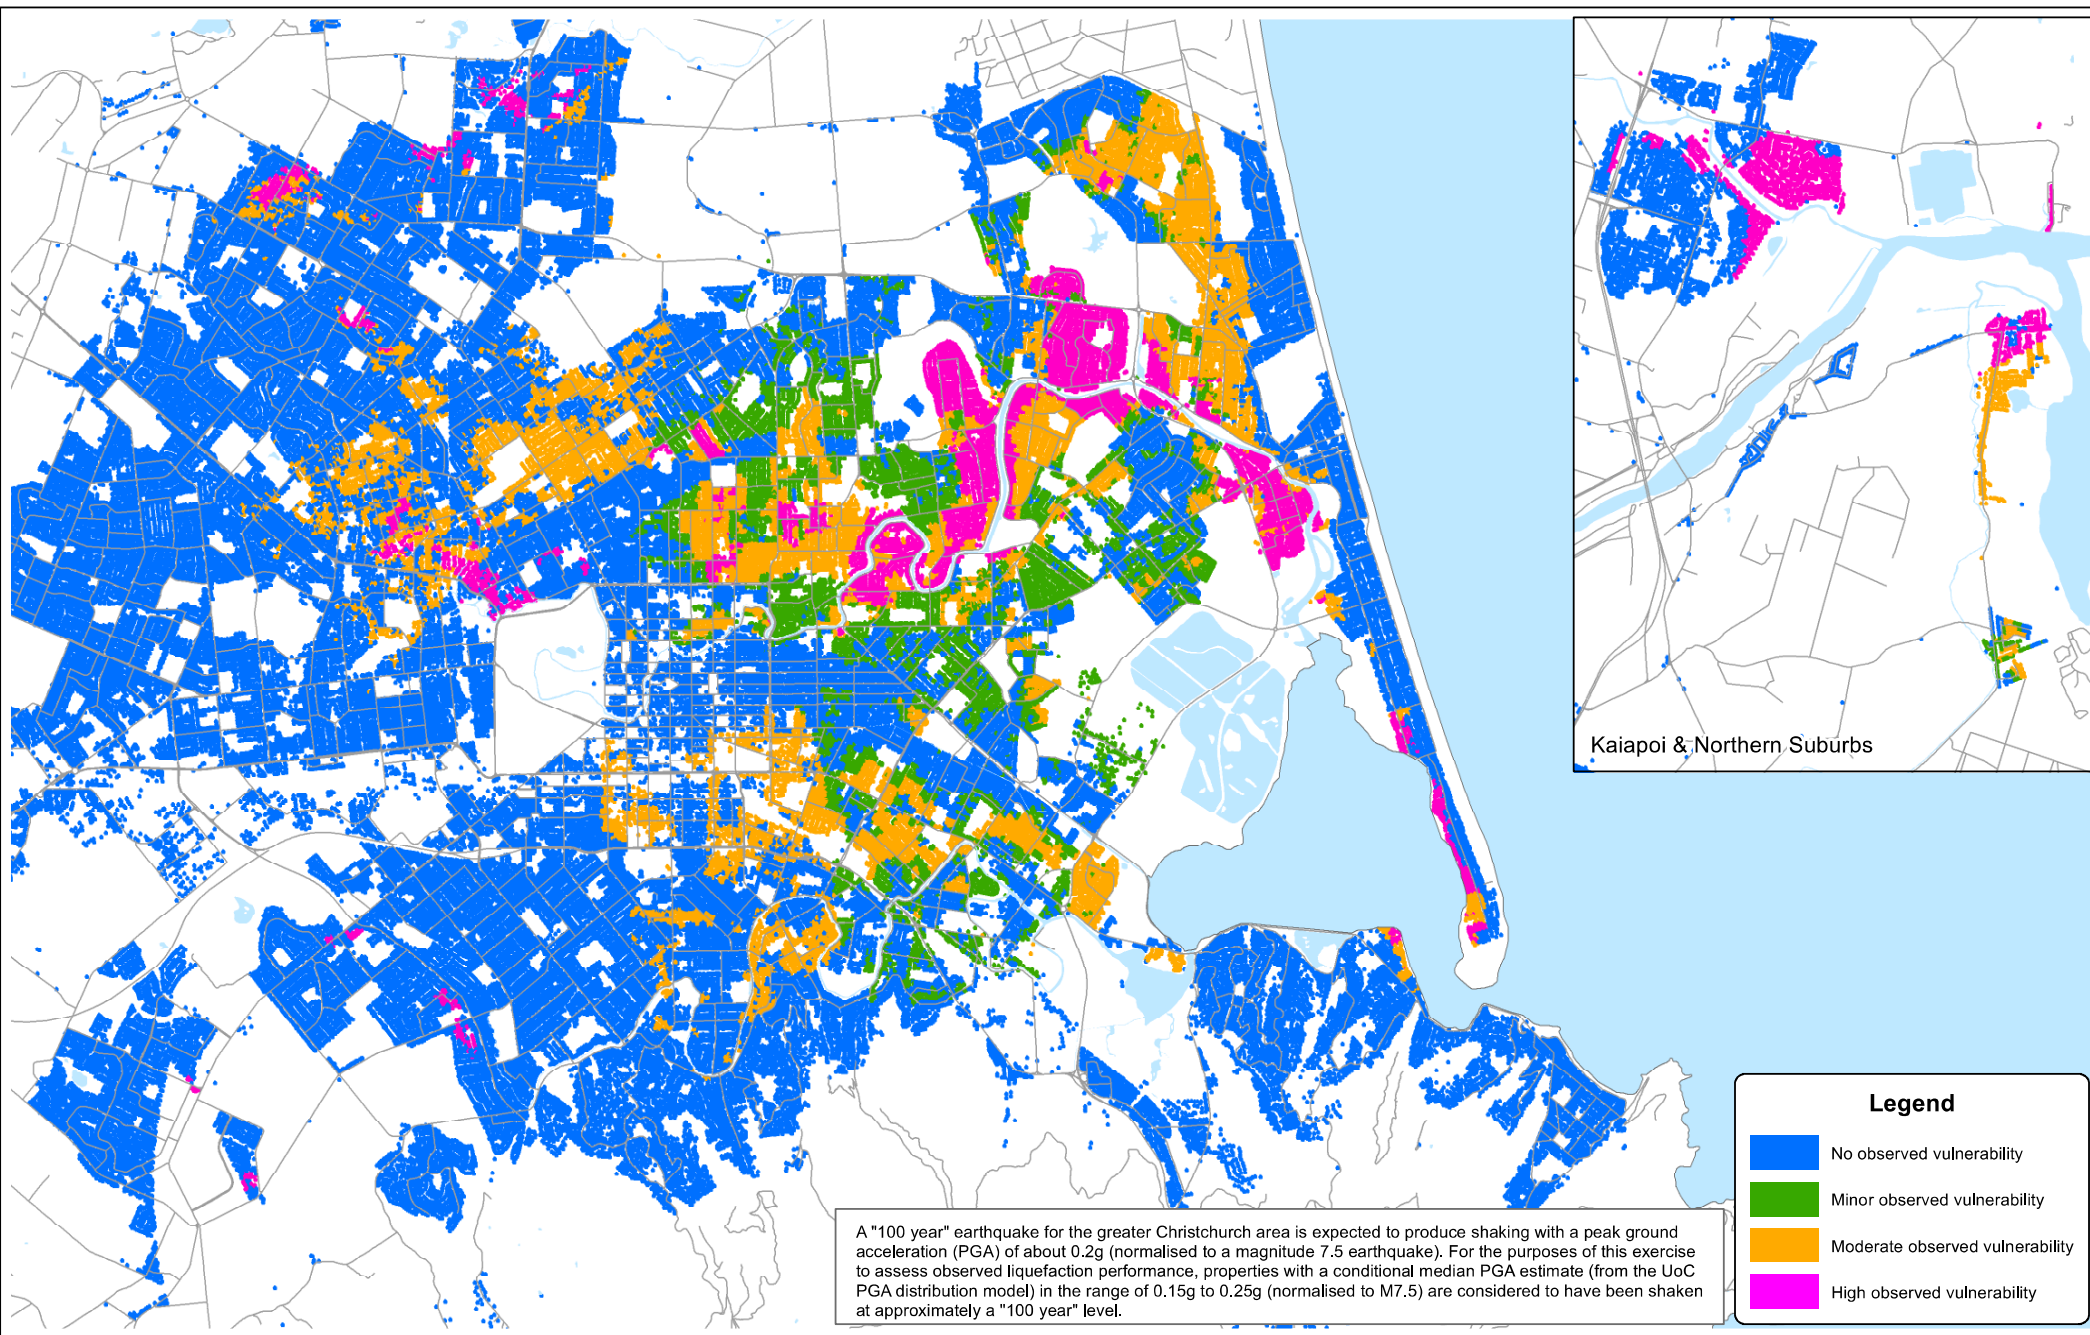 Kaiapoi & Northern Suburbs
Legend
No observed vulnerability
Minor observed vulnerability
Moderate observed vulnerability
High observed vulnerability
A "100 year" earthquake for the greater Christchurch area is expected to produce shaking with a peak ground
acceleration (PGA) of about 0.2g (normalised to a magnitude 7.5 earthquake). For the purposes of this exercise
to assess observed liquefaction performance, properties with a conditional median PGA estimate (from the UoC
PGA distribution model) in the range of 0.15g to 0.25g (normalised to M7.5) are considered to have been shaken
at approximately a "100 year" level.